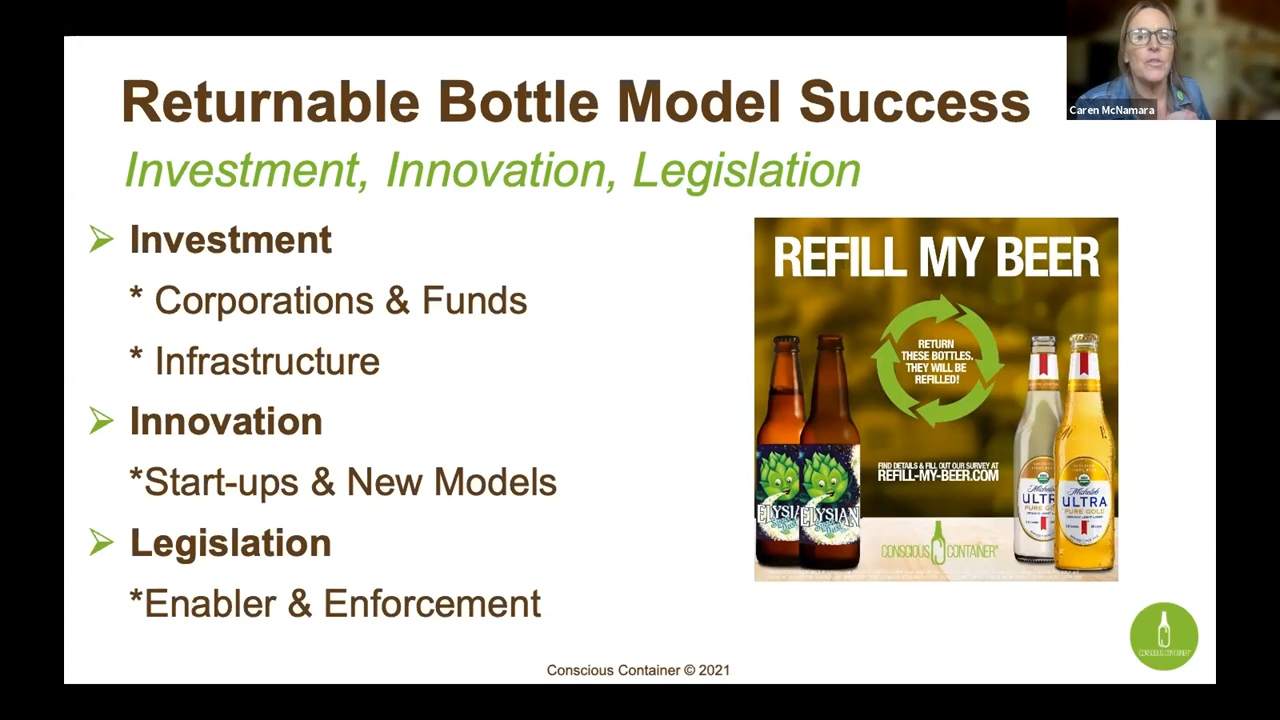 Returnable Bottle Model Success
Investment, Innovation, Legislation
Caren McNamara
➢ Investment
* Corporations & Funds
* Infrastructure
➢ Innovation
*Start-ups & New Models
➢ Legislation
*Enabler & Enforcement
REFILL MY BEER
RETURN
THESE BOTTLES.
THEY WILL BE
REFILLED!
FIND DETAILS & FILL OUT OUR SURVEY AT
REFILL-MY-BEER.COM
ELYSIAN
ELYSIAN
Michelob
ULTRA
PURE GOLD
Michelob
ULTRA
PURE GOLD
CONSCIOUS CONTAINER®
CONSCIOUS CONTAINER®
Conscious Container © 2021